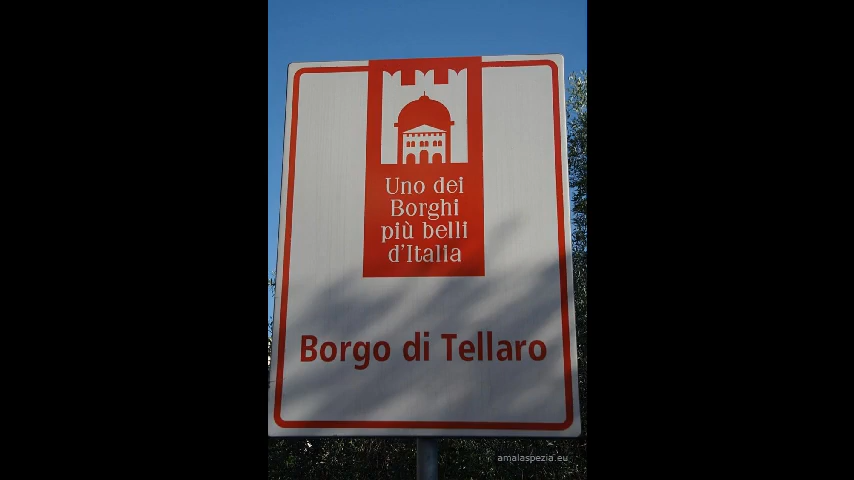 Uno dei
Borghi
più belli
d'Italia
Borgo di Tellaro
amalaspezia.eu